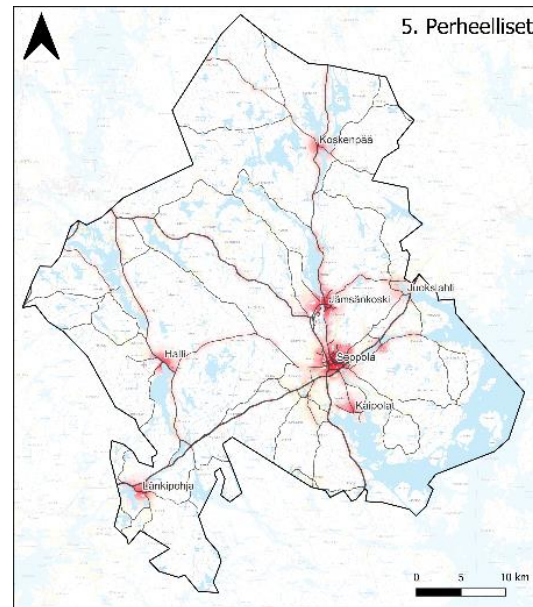 5. Perheelliset
Koskenpää
Juokslahti
Jämsänkoski
Seppola
Halli
Kaipola
Länkipohja
0 5 10 km